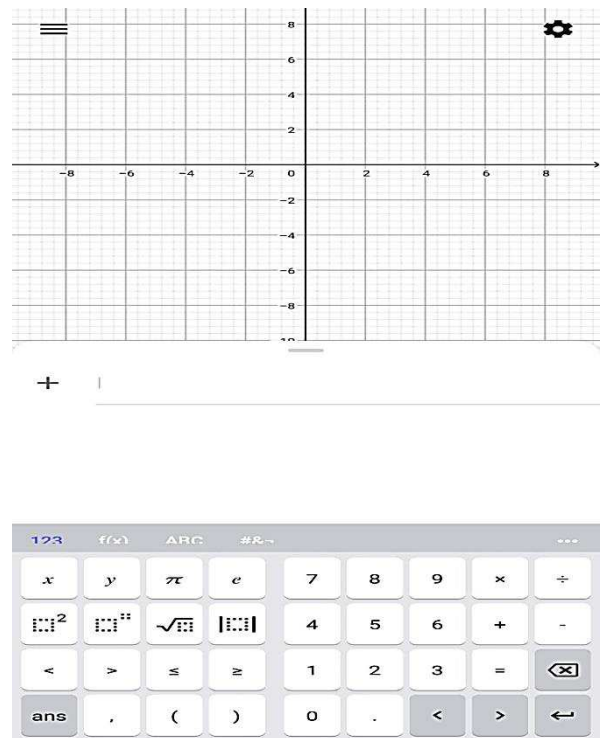 8
6
4
2
-8 -6 -4 -2 0 2 4 6 8
-2
-4
-6
-8
+
123 f(x) ABC #&¬
x y π e 7 8 9 × ÷
□² □□ √□ |□| 4 5 6 + -
< > ≤ ≥ 1 2 3 =
ans , ( ) 0 . < >